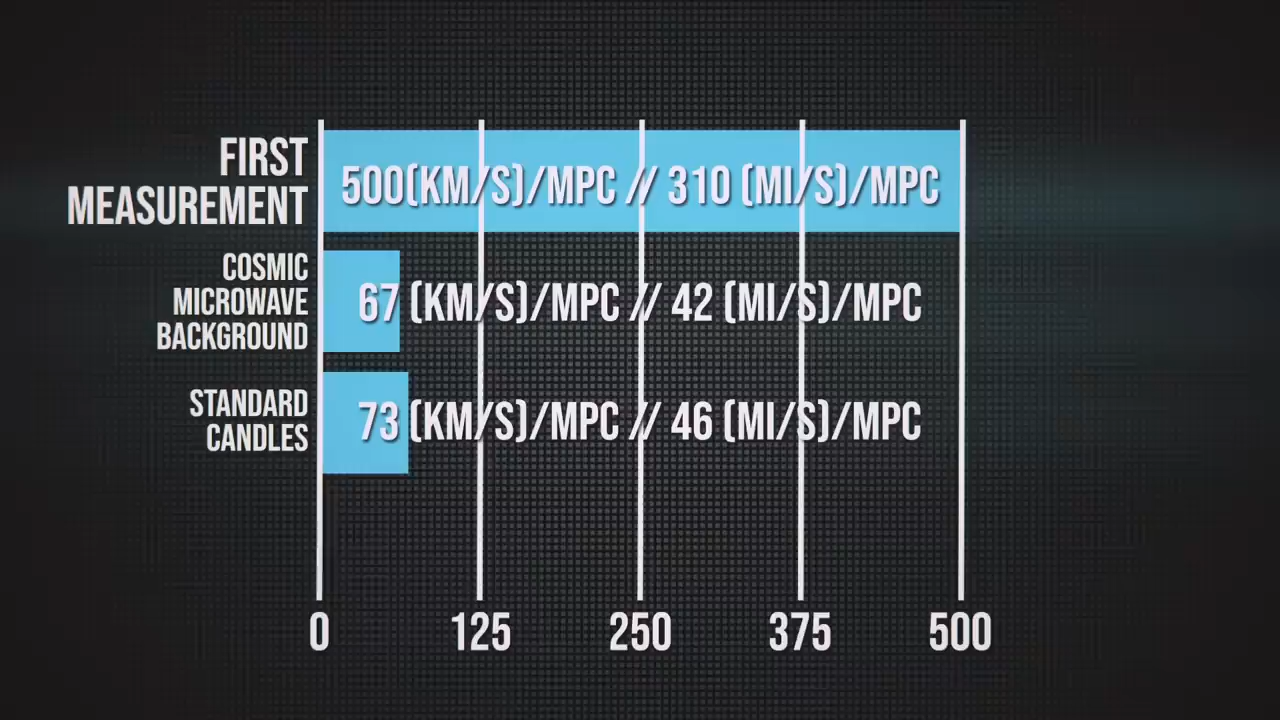 FIRST
MEASUREMENT
500(KM/S)/MPC // 310 (MI/S)/MPC
COSMIC
MICROWAVE
BACKGROUND
67 (KM/S)/MPC // 42 (MI/S)/MPC
STANDARD
CANDLES
73 (KM/S)/MPC // 46 (MI/S)/MPC
0 125 250 375 500